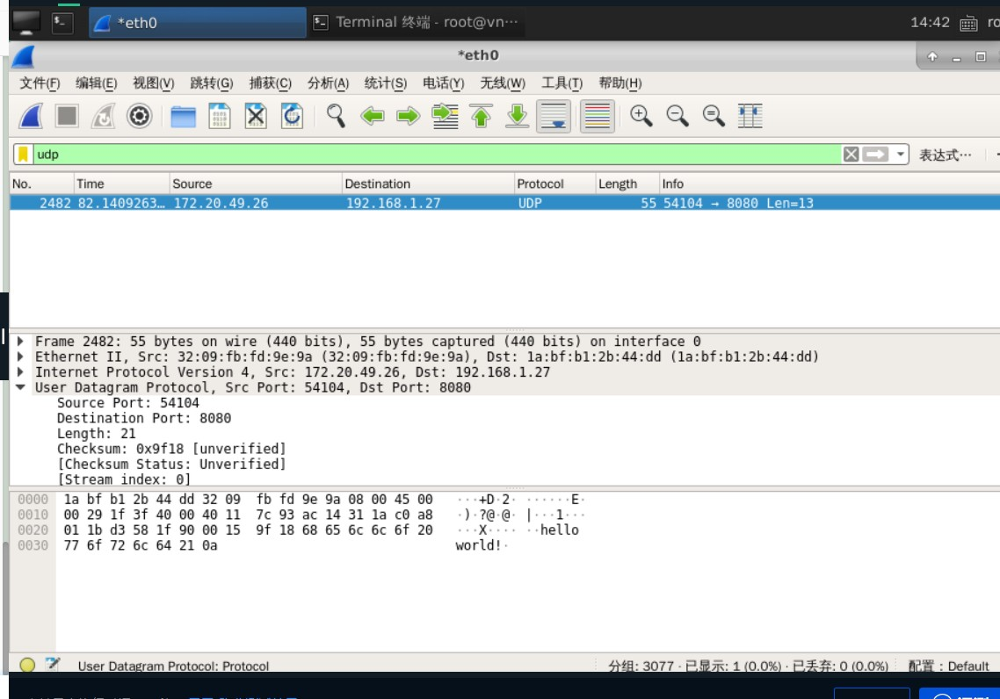 *eth0 Terminal 终端 - root@vn··· 14:42
*eth0
文件(F) 编辑(E) 视图(V) 跳转(G) 捕获(C) 分析(A) 统计(S) 电话(Y) 无线(W) 工具(T) 帮助(H)
udp 表达式···
No. Time Source Destination Protocol Length Info
2482 82.1409263… 172.20.49.26 192.168.1.27 UDP 55 54104 → 8080 Len=13
Frame 2482: 55 bytes on wire (440 bits), 55 bytes captured (440 bits) on interface 0
Ethernet II, Src: 32:09:fb:fd:9e:9a (32:09:fb:fd:9e:9a), Dst: 1a:bf:b1:2b:44:dd (1a:bf:b1:2b:44:dd)
Internet Protocol Version 4, Src: 172.20.49.26, Dst: 192.168.1.27
User Datagram Protocol, Src Port: 54104, Dst Port: 8080
Source Port: 54104
Destination Port: 8080
Length: 21
Checksum: 0x9f18 [unverified]
[Checksum Status: Unverified]
[Stream index: 0]
0000 1a bf b1 2b 44 dd 32 09 fb fd 9e 9a 08 00 45 00 ···+D·2· ······E·
0010 00 29 1f 3f 40 00 40 11 7c 93 ac 14 31 1a c0 a8 ·)·?@·@· |···1···
0020 01 1b d3 58 1f 90 00 15 9f 18 68 65 6c 6c 6f 20 ···X···· ··hello
0030 77 6f 72 6c 64 21 0a world!·
User Datagram Protocol: Protocol 分组: 3077 · 已显示: 1 (0.0%) · 已丢弃: 0 (0.0%) 配置：Default